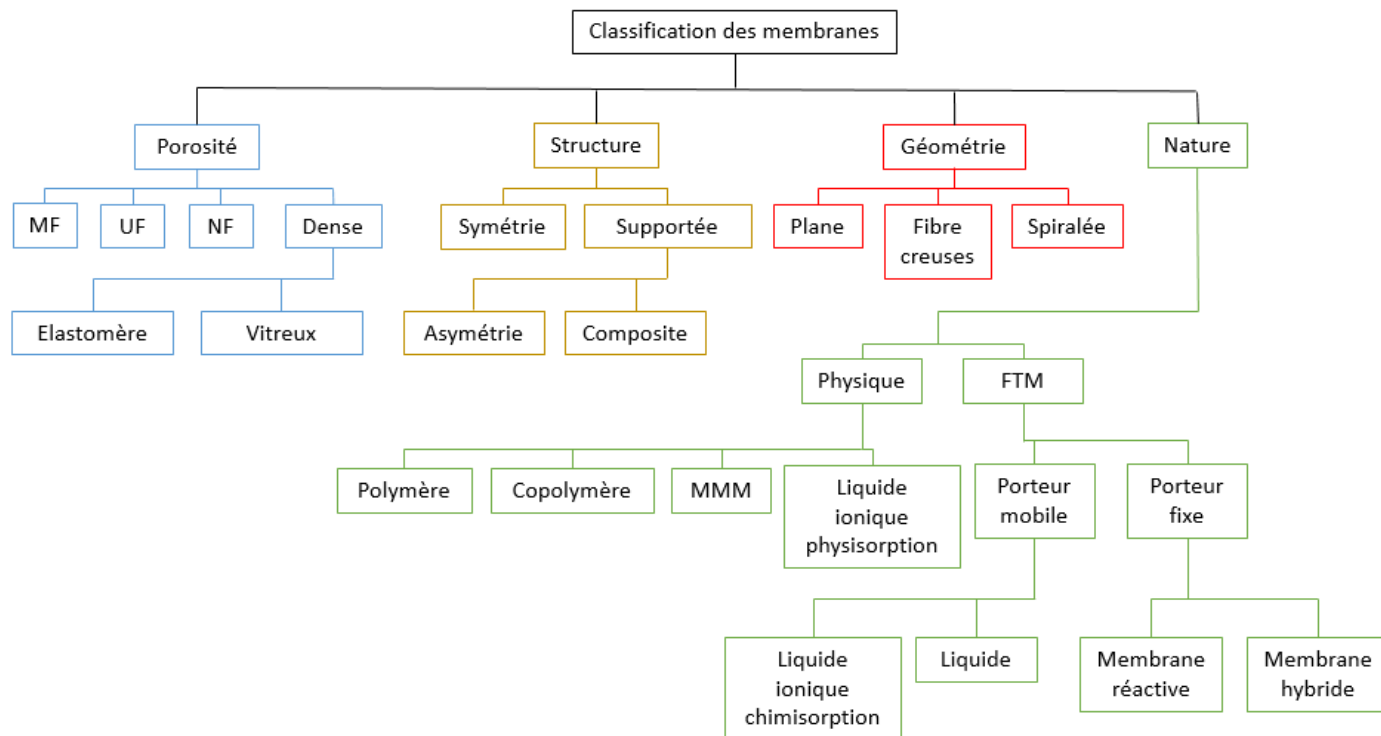 Classification des membranes
Porosité
Structure
Géométrie
Nature
MF
UF
NF
Dense
Symétrie
Supportée
Plane
Fibre
creuses
Spiralée
Elastomère
Vitreux
Asymétrie
Composite
Physique
FTM
Polymère
Copolymère
MMM
Liquide
ionique
physisorption
Porteur
mobile
Porteur
fixe
Liquide
ionique
chimisorption
Liquide
Membrane
réactive
Membrane
hybride